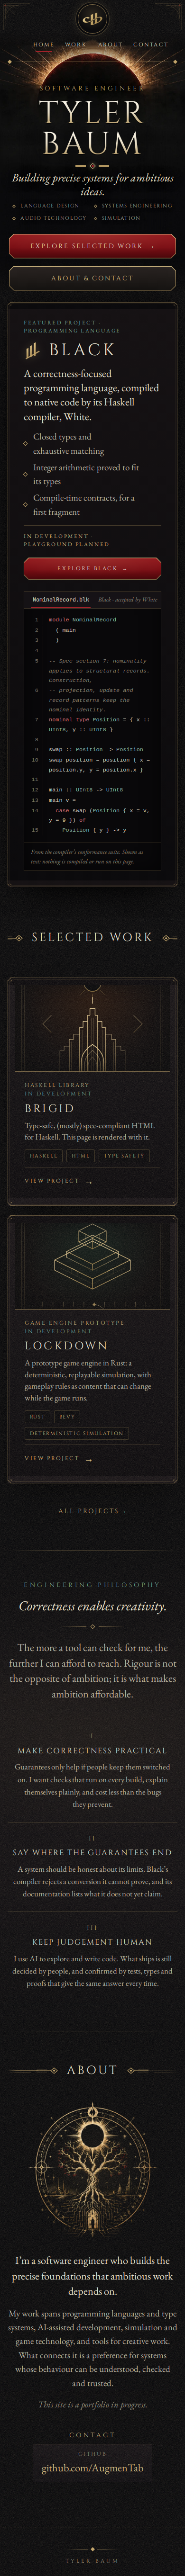 HOME WORK ABOUT CONTACT
SOFTWARE ENGINEER
TYLER
BAUM
Building precise systems for ambitious
ideas.
LANGUAGE DESIGN
SYSTEMS ENGINEERING
AUDIO TECHNOLOGY
SIMULATION
EXPLORE SELECTED WORK →
ABOUT & CONTACT
FEATURED PROJECT ·
PROGRAMMING LANGUAGE
BLACK
A correctness-focused
programming language, compiled
to native code by its Haskell
compiler, White.
Closed types and
exhaustive matching
Integer arithmetic proved to fit
its types
Compile-time contracts, for a
first fragment
IN DEVELOPMENT ·
PLAYGROUND PLANNED
EXPLORE BLACK →
NominalRecord.blk Black · accepted by White
1 module NominalRecord
2 ( main
3 )
4
5 -- Spec section 7: nominality
applies to structural records.
Construction,
6 -- projection, update and
record patterns keep the
nominal identity.
7 nominal type Position = { x ::
UInt8, y :: UInt8 }
8
9 swap :: Position -> Position
10 swap position = position { x =
position.y, y = position.x }
11
12 main :: UInt8 -> UInt8
13 main v =
14 case swap (Position { x = v,
y = 0 }) of
15 Position { y } -> y
From the compiler's conformance suite. Shown as
text: nothing is compiled or run on this page.
SELECTED WORK
HASKELL LIBRARY
IN DEVELOPMENT
BRIGID
Type-safe, (mostly) spec-compliant HTML
for Haskell. This page is rendered with it.
HASKELL HTML TYPE SAFETY
VIEW PROJECT →
GAME ENGINE PROTOTYPE
IN DEVELOPMENT
LOCKDOWN
A prototype game engine in Rust: a
deterministic, replayable simulation, with
gameplay rules as content that can change
while the game runs.
RUST BEVY
DETERMINISTIC SIMULATION
VIEW PROJECT →
ALL PROJECTS →
ENGINEERING PHILOSOPHY
Correctness enables creativity.
The more a tool can check for me, the
further I can afford to reach. Rigour is not
the opposite of ambition; it is what makes
ambition affordable.
I
MAKE CORRECTNESS PRACTICAL
Guarantees only help if people keep them switched
on. I want checks that run on every build, explain
themselves plainly, and cost less than the bugs
they prevent.
II
SAY WHERE THE GUARANTEES END
A system should be honest about its limits. Black's
compiler rejects a conversion it cannot prove, and its
documentation lists what it does not yet claim.
III
KEEP JUDGEMENT HUMAN
I use AI to explore and write code. What ships is still
decided by people, and confirmed by tests, types and
proofs that give the same answer every time.
ABOUT
I'm a software engineer who builds the
precise foundations that ambitious work
depends on.
My work spans programming languages and type
systems, AI-assisted development, simulation and
game technology, and tools for creative work.
What connects it is a preference for systems
whose behaviour can be understood, checked
and trusted.
This site is a portfolio in progress.
CONTACT
GITHUB
github.com/AugmenTab
TYLER BAUM